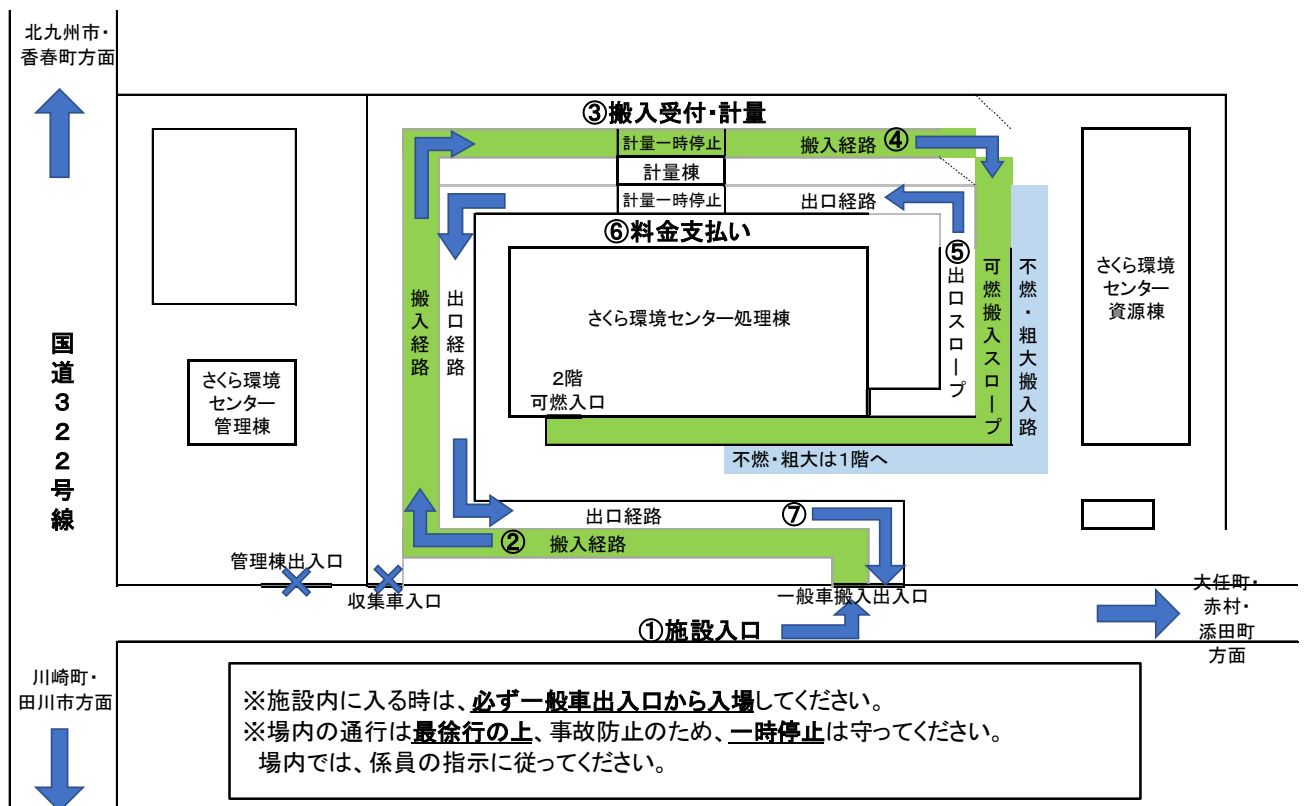 北九州市・
香春町方面
③搬入受付・計量
計量一時停止
搬入経路 ④
計量棟
計量一時停止
出口経路
⑥料金支払い
⑤
出口スロープ
可燃搬入スロープ
不燃・粗大搬入路
さくら環境
センター
資源棟
搬入経路
出口経路
さくら環境センター処理棟
2階
可燃入口
国道322号線
さくら環境
センター
管理棟
不燃・粗大は1階へ
出口経路
⑦
② 搬入経路
管理棟出入口
収集車入口
一般車搬入出入口
①施設入口
大任町・
赤村・
添田町
方面
川崎町・
田川市方面
※施設内に入る時は、必ず一般車出入口から入場してください。
※場内の通行は最徐行の上、事故防止のため、一時停止は守ってください。
場内では、係員の指示に従ってください。